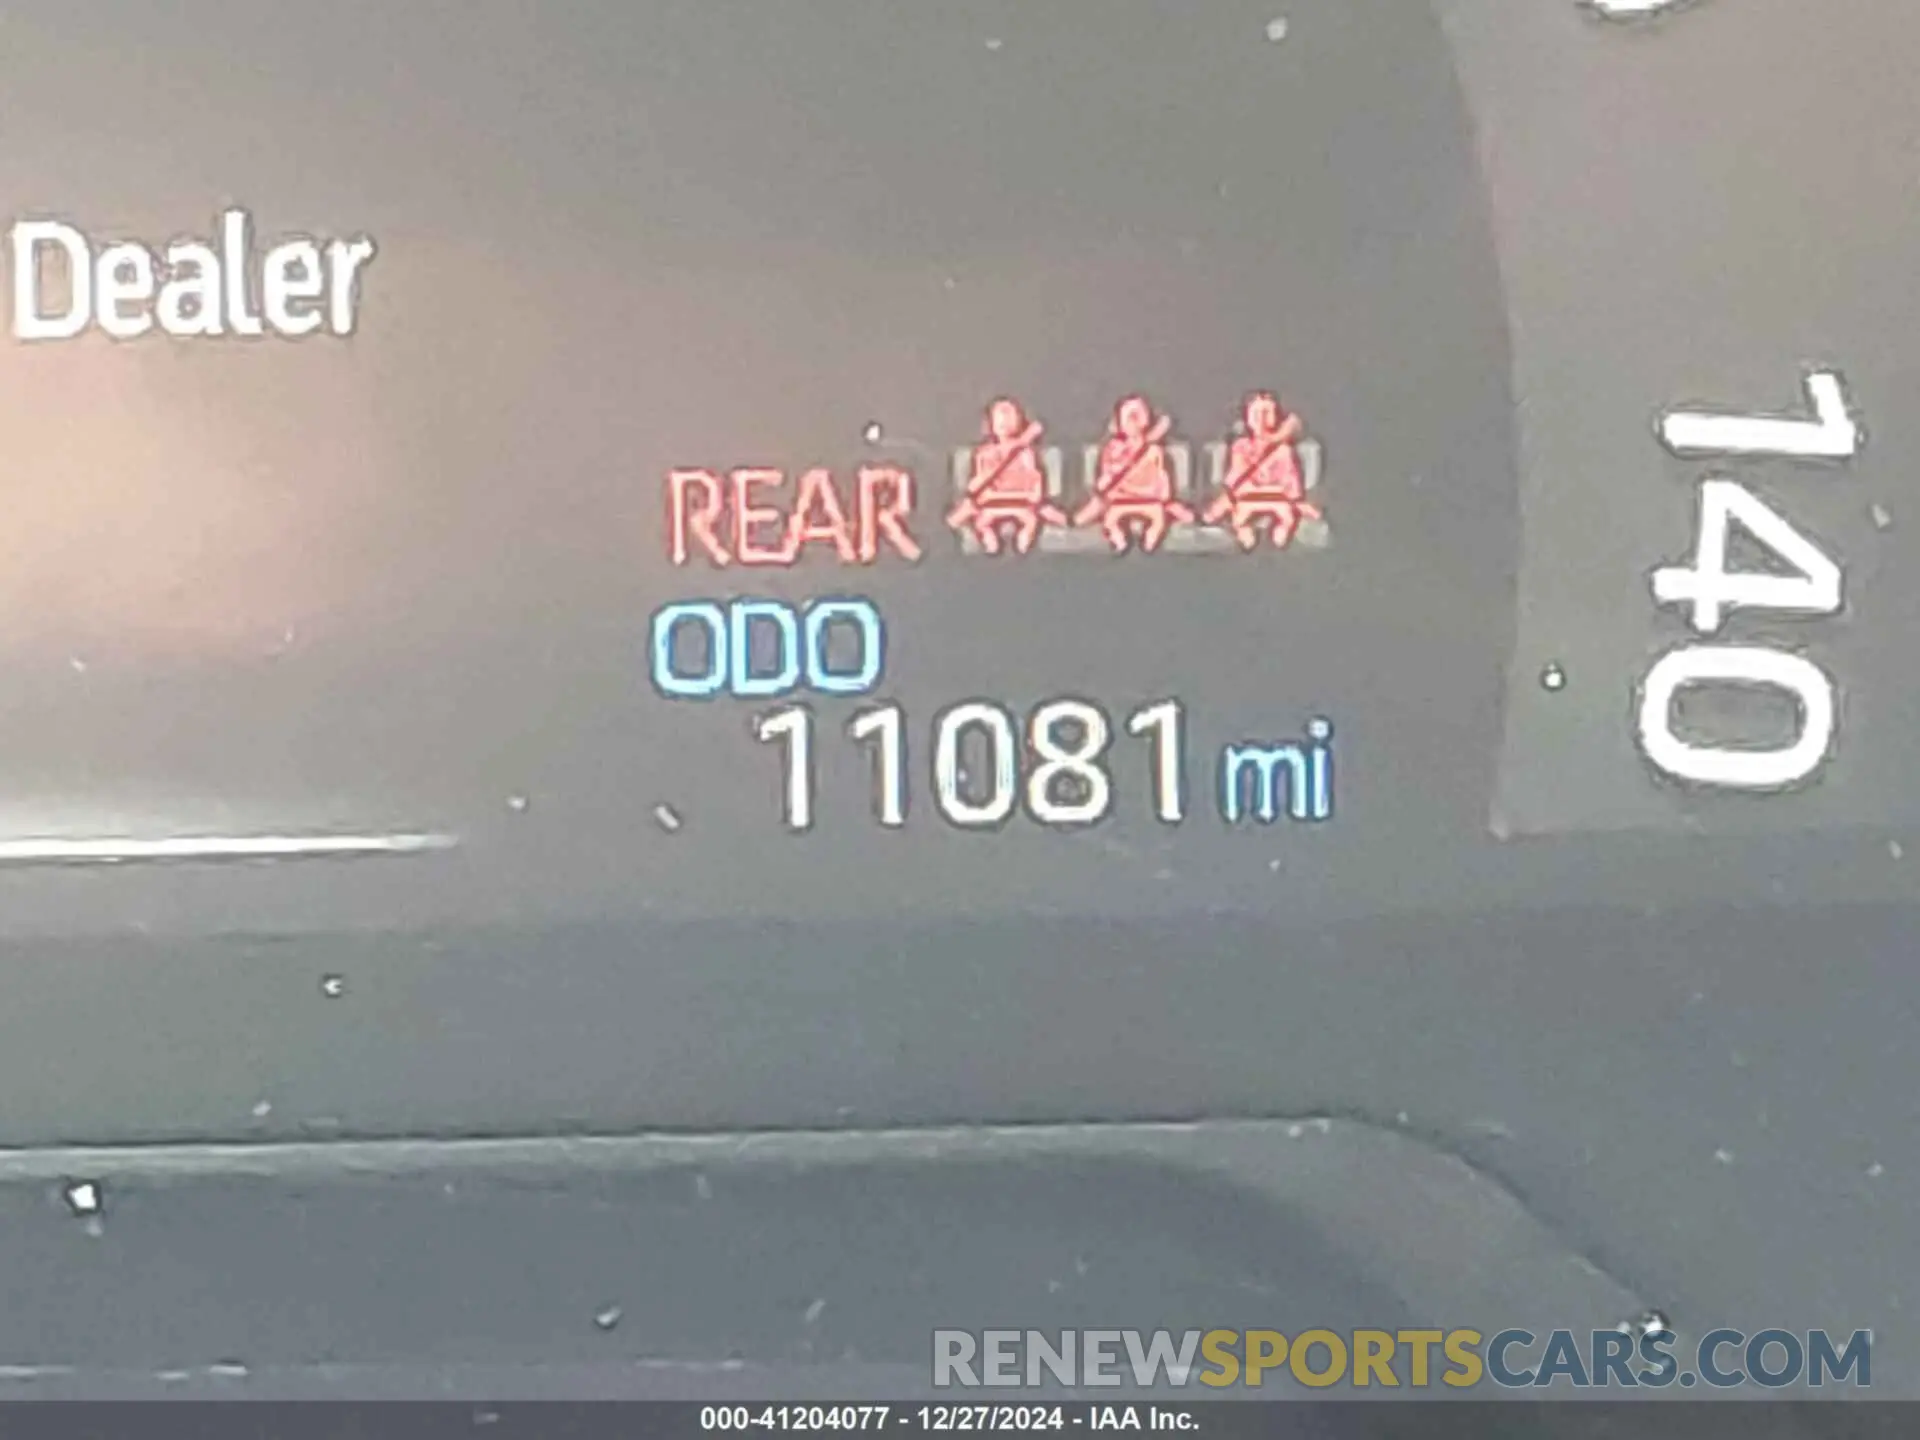 Dealer
REAR
ODO
11081 mi
140
RENEWSPORTSCARS.COM
000-41204077 - 12/27/2024 - IAA Inc.